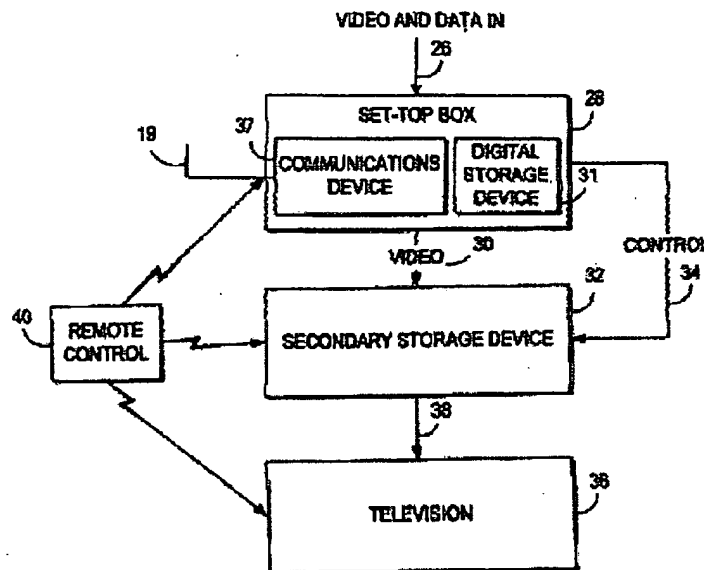 VIDEO AND DATA IN
26
SET-TOP BOX
28
19
37
COMMUNICATIONS
DEVICE
DIGITAL
STORAGE
DEVICE
31
VIDEO
30
CONTROL
34
32
40
REMOTE
CONTROL
SECONDARY STORAGE DEVICE
38
TELEVISION
36